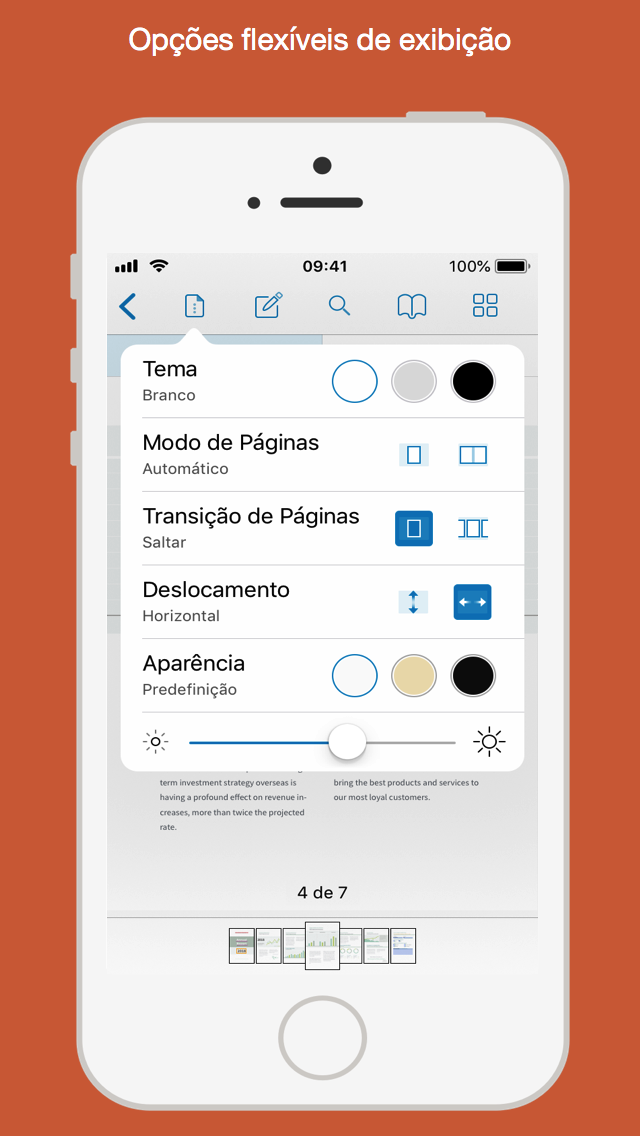 Opções flexíveis de exibição
09:41
100%
Tema
Branco
Modo de Páginas
Automático
Transição de Páginas
Saltar
Deslocamento
Horizontal
Aparência
Predefinição
term investment strategy overseas is
having a profound effect on revenue in-
creases, more than twice the projected
rate.
bring the best products and services to
our most loyal customers.
4 de 7